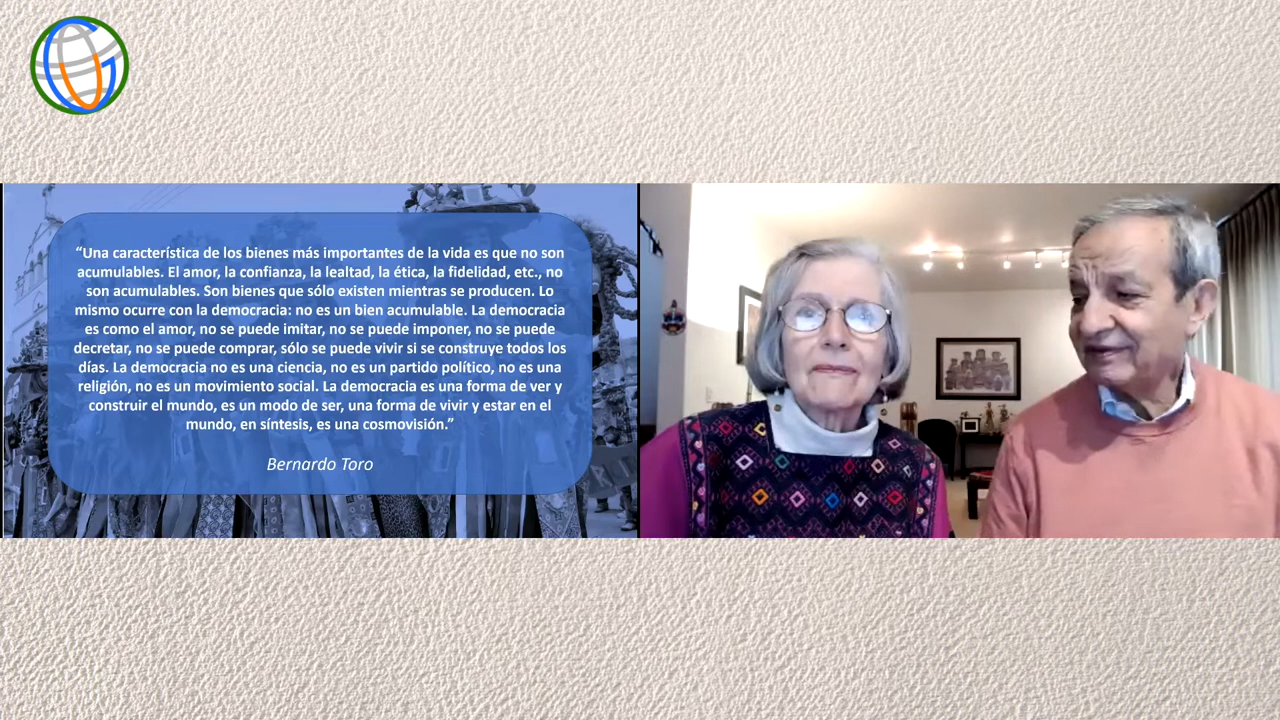 “Una característica de los bienes más importantes de la vida es que no son
acumulables. El amor, la confianza, la lealtad, la ética, la fidelidad, etc., no
son acumulables. Son bienes que sólo existen mientras se producen. Lo
mismo ocurre con la democracia: no es un bien acumulable. La democracia
es como el amor, no se puede imitar, no se puede imponer, no se puede
decretar, no se puede comprar, sólo se puede vivir si se construye todos los
días. La democracia no es una ciencia, no es un partido político, no es una
religión, no es un movimiento social. La democracia es una forma de ver y
construir el mundo, es un modo de ser, una forma de vivir y estar en el
mundo, en síntesis, es una cosmovisión.”
Bernardo Toro